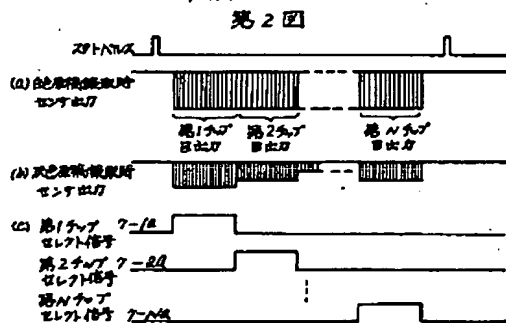 第2図
スタートパルス
(a) 白色原稿読取時
センサ出力
第1チップ
目出力
第2チップ
目出力
第Nチップ
目出力
(b) 灰色原稿読取時
センサ出力
(c) 第1チップ 7-1a
セレクト信号
第2チップ 7-2a
セレクト信号
第Nチップ 7-Na
セレクト信号